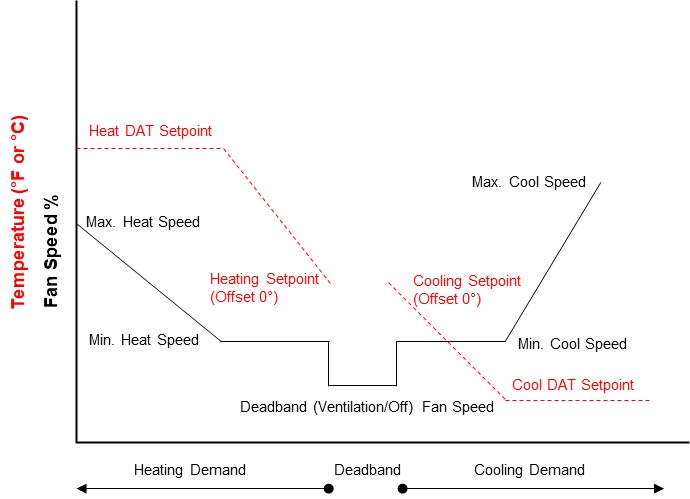 Temperature (°F or °C)
Fan Speed %
Heat DAT Setpoint
Max. Cool Speed
Max. Heat Speed
Heating Setpoint
(Offset 0°)
Cooling Setpoint
(Offset 0°)
Min. Heat Speed
Min. Cool Speed
Cool DAT Setpoint
Deadband (Ventilation/Off) Fan Speed
Heating Demand
Deadband
Cooling Demand